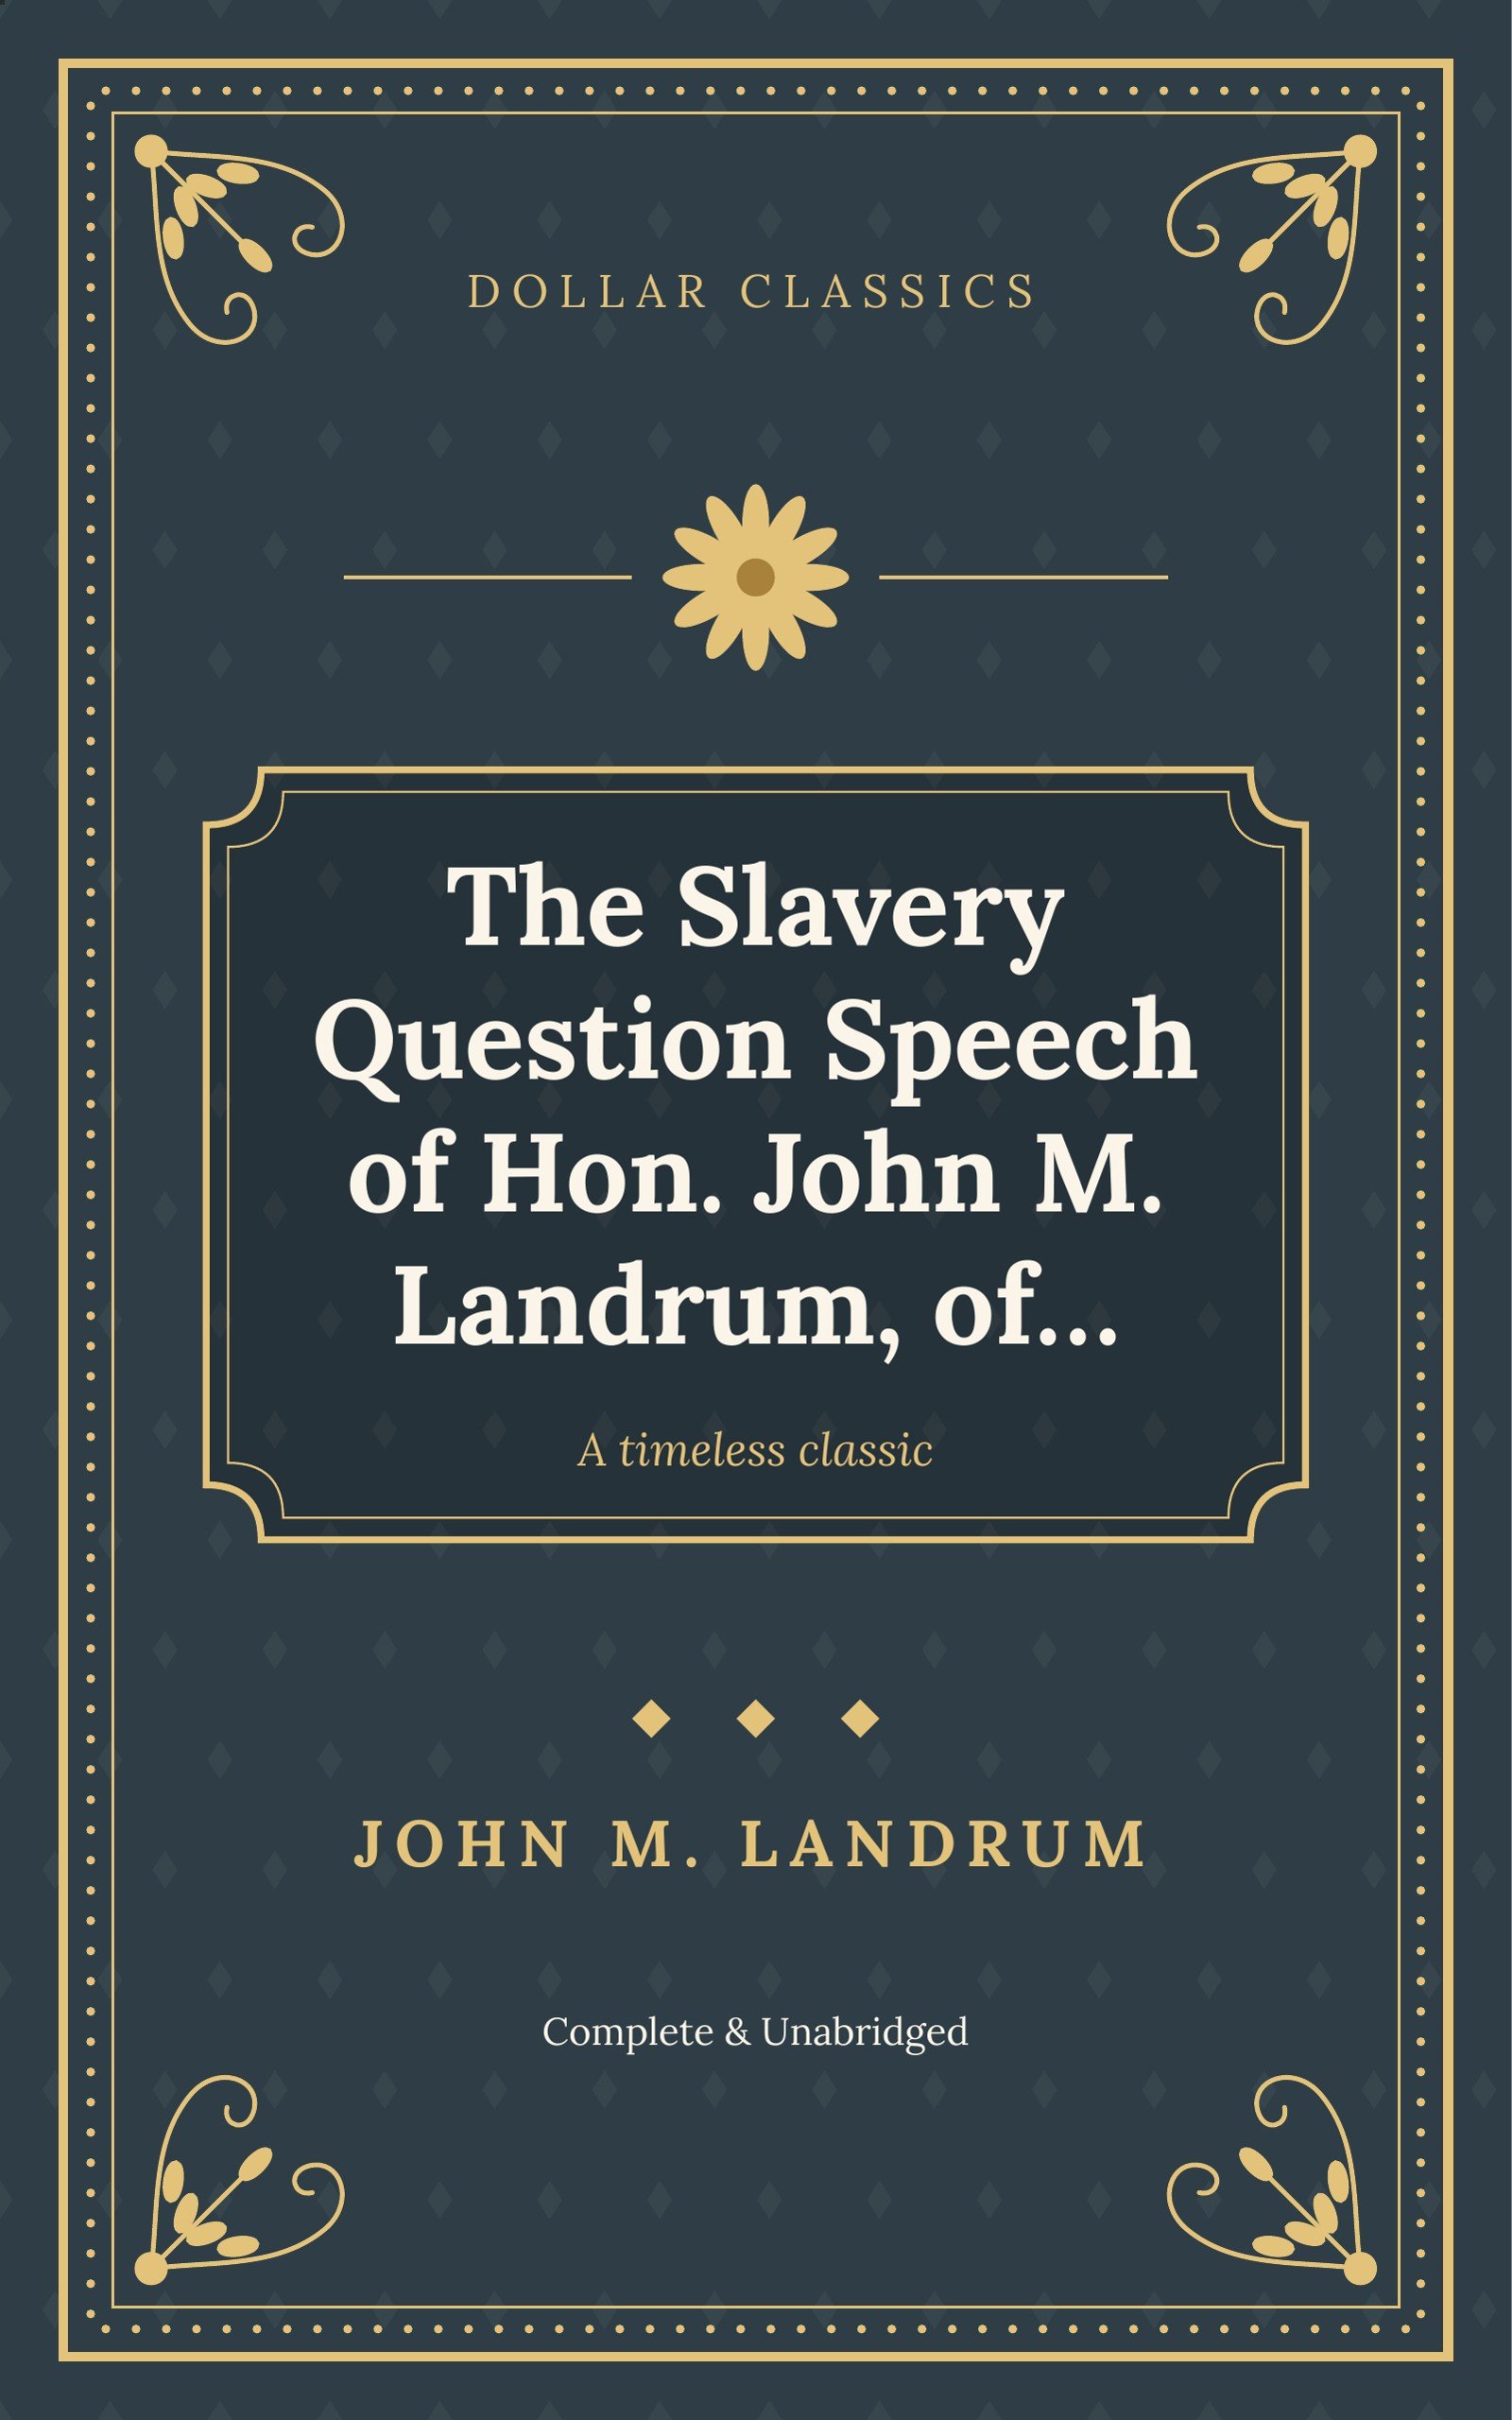 DOLLAR CLASSICS
The Slavery
Question Speech
of Hon. John M.
Landrum, of...
A timeless classic
JOHN M. LANDRUM
Complete & Unabridged